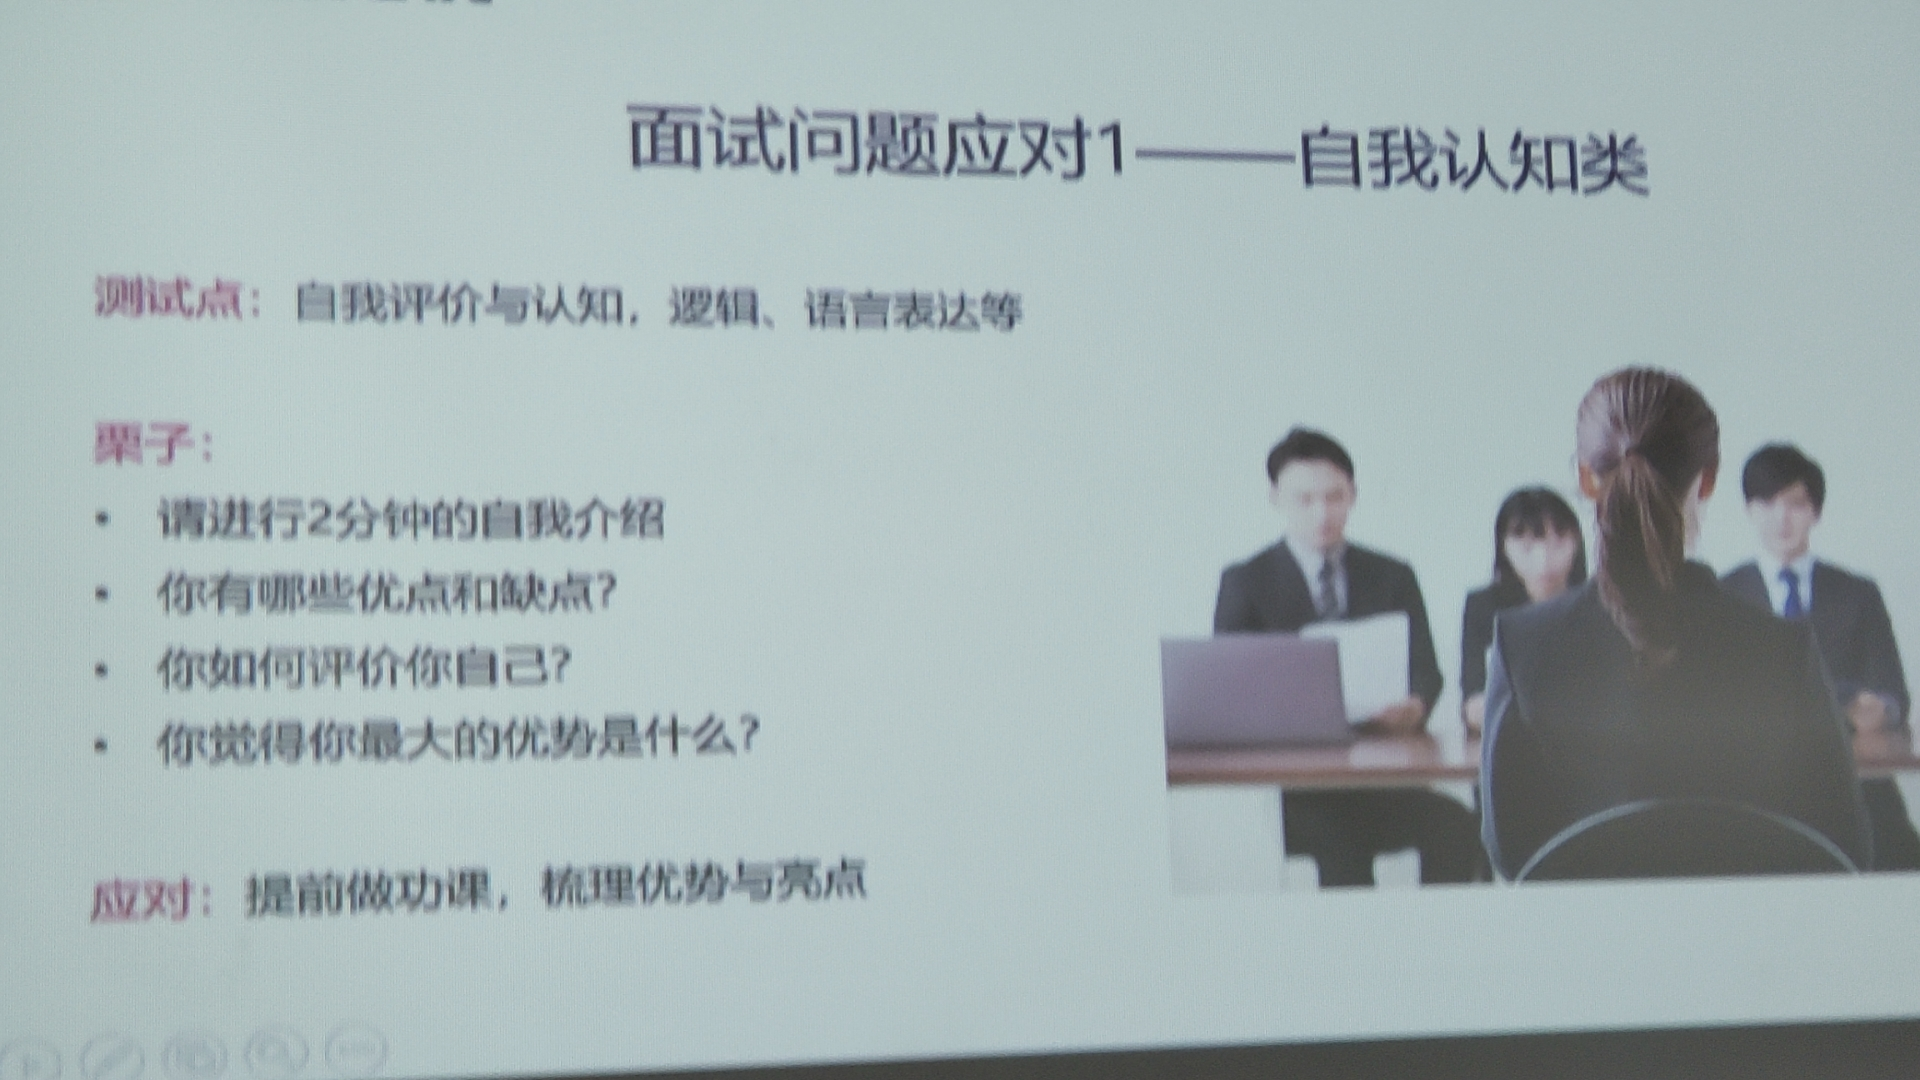 面试问题应对1——自我认知类
测试点：自我评价与认知，逻辑、语言表达等
栗子：
• 请进行2分钟的自我介绍
• 你有哪些优点和缺点？
• 你如何评价你自己？
• 你觉得你最大的优势是什么？
应对：提前做功课，梳理优势与亮点